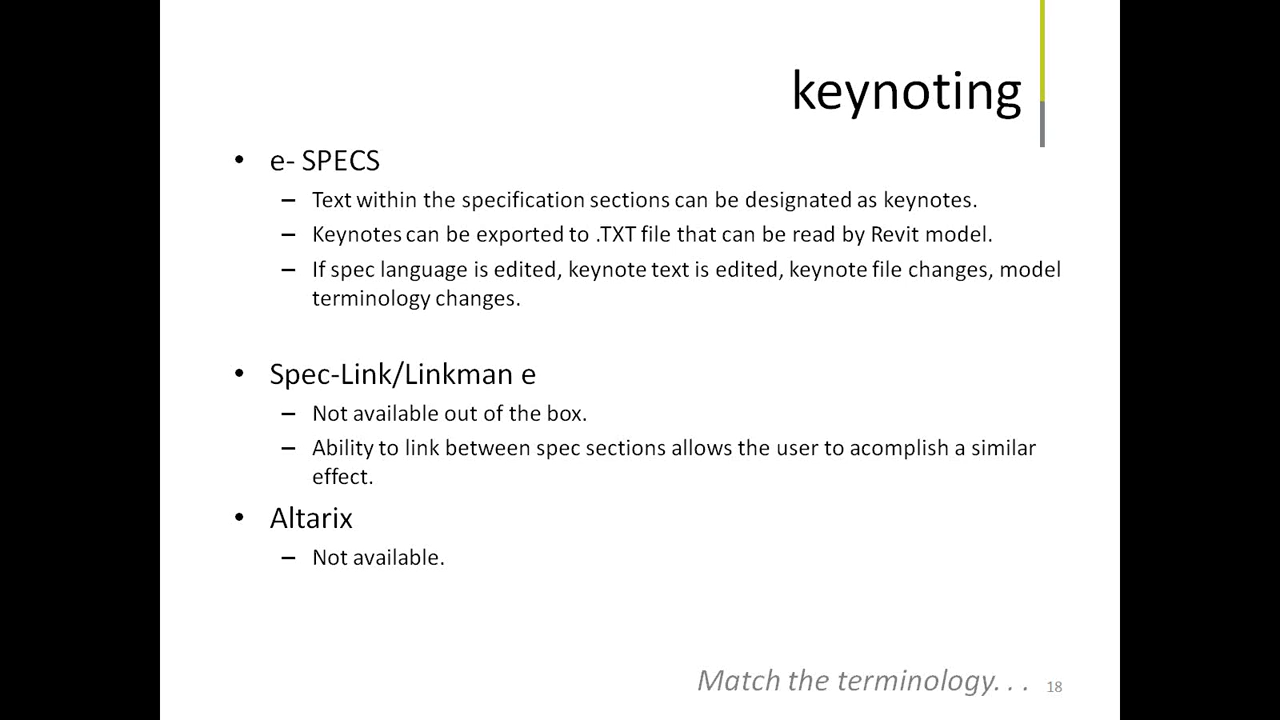 keynoting
• e- SPECS
– Text within the specification sections can be designated as keynotes.
– Keynotes can be exported to .TXT file that can be read by Revit model.
– If spec language is edited, keynote text is edited, keynote file changes, model
terminology changes.
• Spec-Link/Linkman e
– Not available out of the box.
– Ability to link between spec sections allows the user to acomplish a similar
effect.
• Altarix
– Not available.
Match the terminology. . .
18